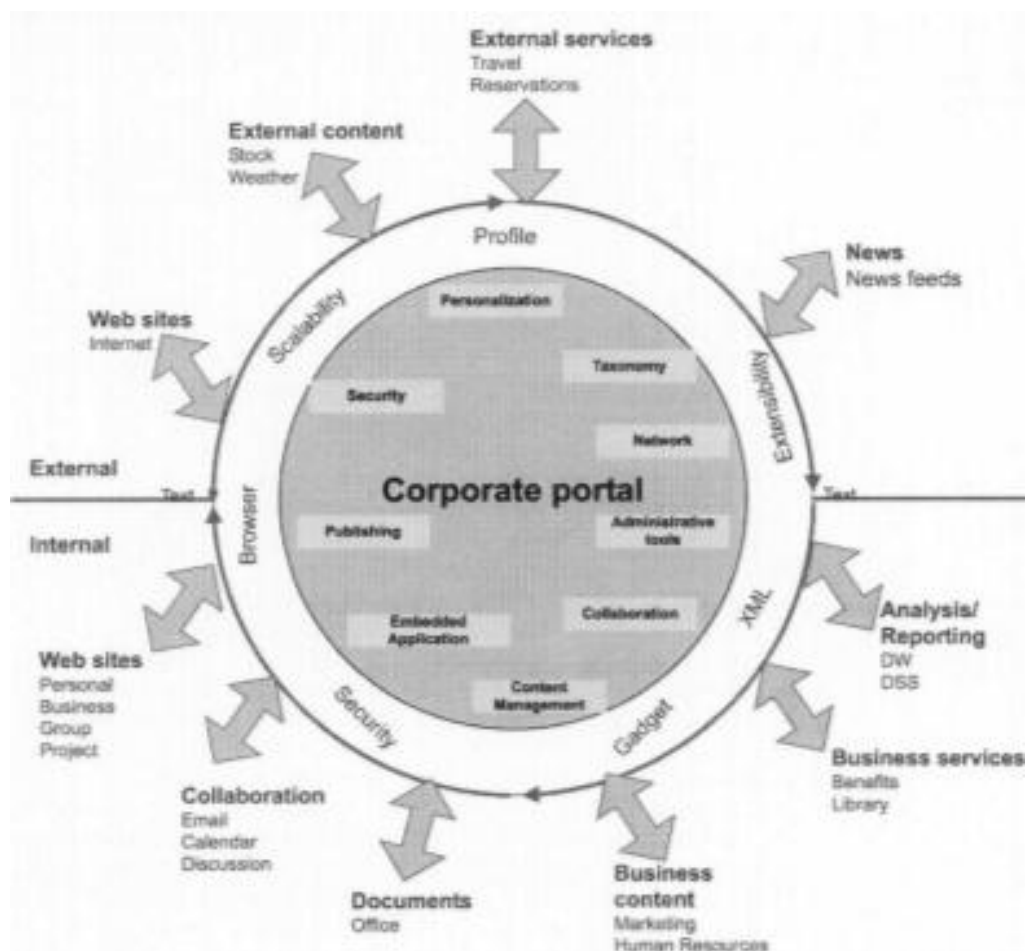 External services
Travel
Reservations
External content
Stock
Weather
Profile
News
News feeds
Personalization
Scalability
Web sites
Internet
Taxonomy
Extensibility
Security
Network
External
Text
Corporate portal
Text
Internal
Browser
Publishing
Administrative
tools
XML
Analysis/
Reporting
DW
DSS
Embedded
Application
Collaboration
Web sites
Personal
Business
Group
Project
Security
Content
Management
Gadget
Business services
Benefits
Library
Collaboration
Email
Calendar
Discussion
Documents
Office
Business
content
Marketing
Human Resources